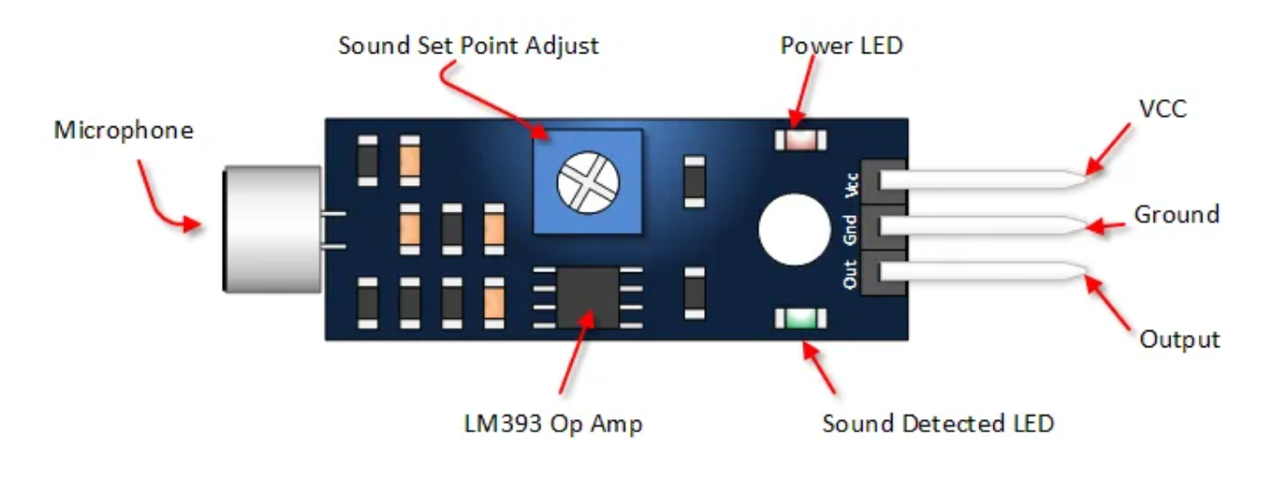 Sound Set Point Adjust
Power LED
Microphone
VCC
Ground
Output
Vcc
Gnd
Out
LM393 Op Amp
Sound Detected LED